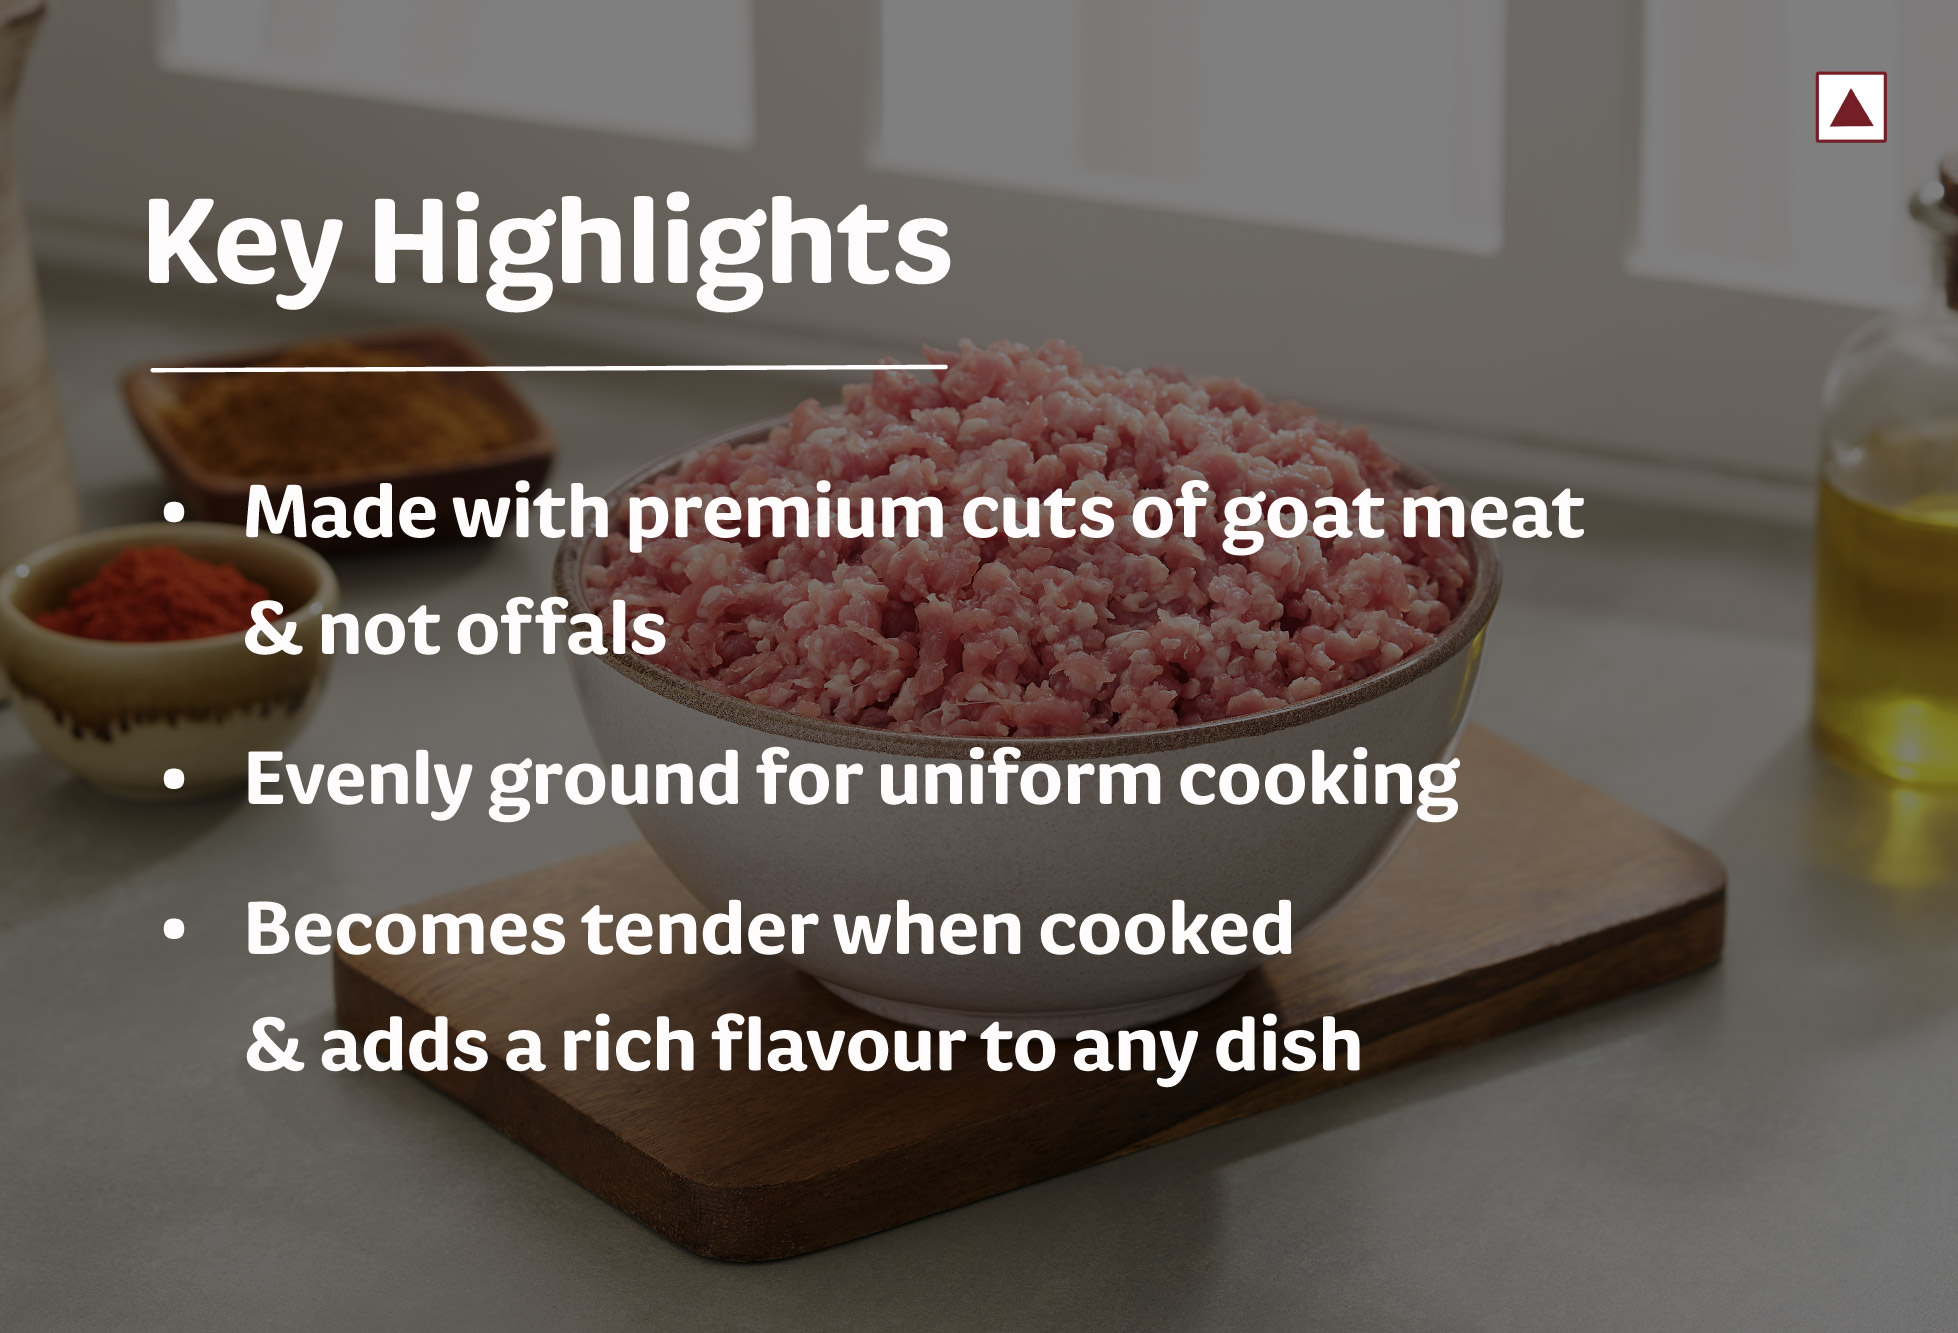 Key Highlights
• Made with premium cuts of goat meat
& not offals
• Evenly ground for uniform cooking
• Becomes tender when cooked
& adds a rich flavour to any dish